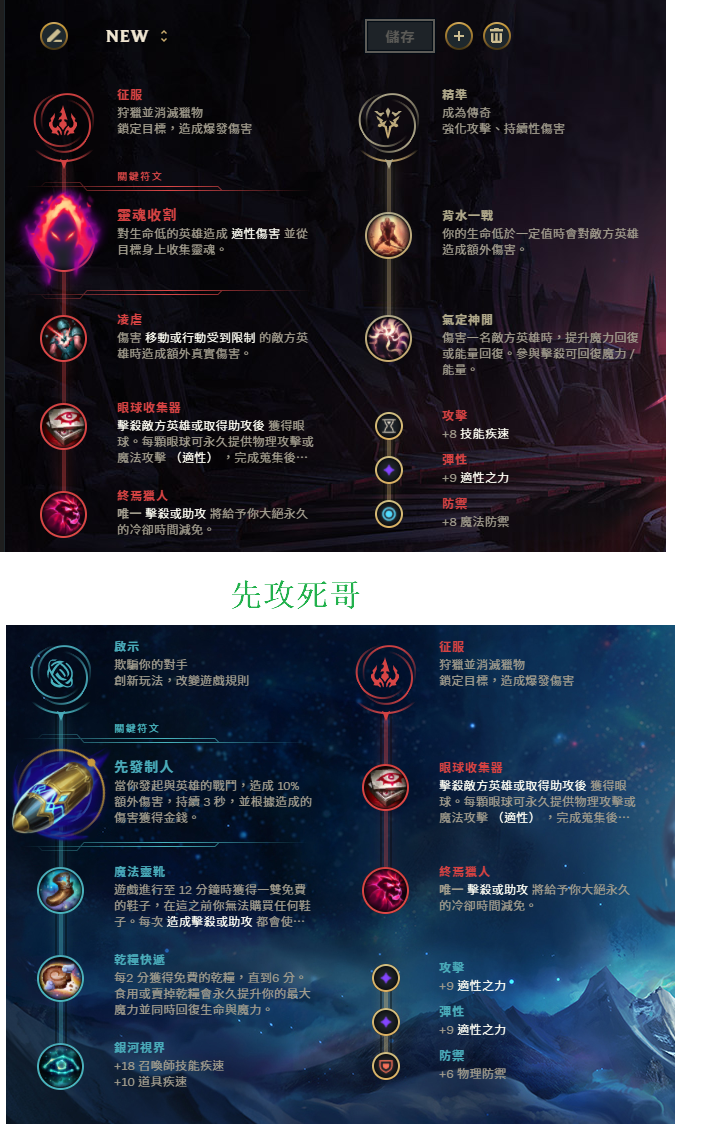 NEW
儲存
征服
狩獵並消滅獵物
鎖定目標，造成爆發傷害
關鍵符文
靈魂收割
對生命低的英雄造成 適性傷害 並從
目標身上收集靈魂。
凌虐
傷害 移動或行動受到限制 的敵方英
雄時造成額外真實傷害。
眼球收集器
擊殺敵方英雄或取得助攻後 獲得眼
球。每顆眼球可永久提供物理攻擊或
魔法攻擊 （適性） ，完成蒐集後…
終焉獵人
唯一 擊殺或助攻 將給予你大絕永久
的冷卻時間減免。
精準
成為傳奇
強化攻擊、持續性傷害
背水一戰
你的生命低於一定值時會對敵方英雄
造成額外傷害。
氣定神閒
傷害一名敵方英雄時，提升魔力回復
或能量回復。參與擊殺可回復魔力 /
能量。
攻擊
+8 技能疾速
彈性
+9 適性之力
防禦
+8 魔法防禦
先攻死哥
啟示
欺騙你的對手
創新玩法，改變遊戲規則
關鍵符文
先發制人
當你發起與英雄的戰鬥，造成 10%
額外傷害，持續 3 秒，並根據造成的
傷害獲得金錢。
魔法靈靴
遊戲進行至 12 分鐘時獲得一雙免費
的鞋子，在這之前你無法購買任何鞋
子。每次 造成擊殺或助攻 都會使…
乾糧快遞
每2 分獲得免費的乾糧，直到6 分。
食用或賣掉乾糧會永久提升你的最大
魔力並同時回復生命與魔力。
銀河視界
+18 召喚師技能疾速
+10 道具疾速
征服
狩獵並消滅獵物
鎖定目標，造成爆發傷害
眼球收集器
擊殺敵方英雄或取得助攻後 獲得眼
球。每顆眼球可永久提供物理攻擊或
魔法攻擊 （適性） ，完成蒐集後…
終焉獵人
唯一 擊殺或助攻 將給予你大絕永久
的冷卻時間減免。
攻擊
+9 適性之力
彈性
+9 適性之力
防禦
+6 物理防禦